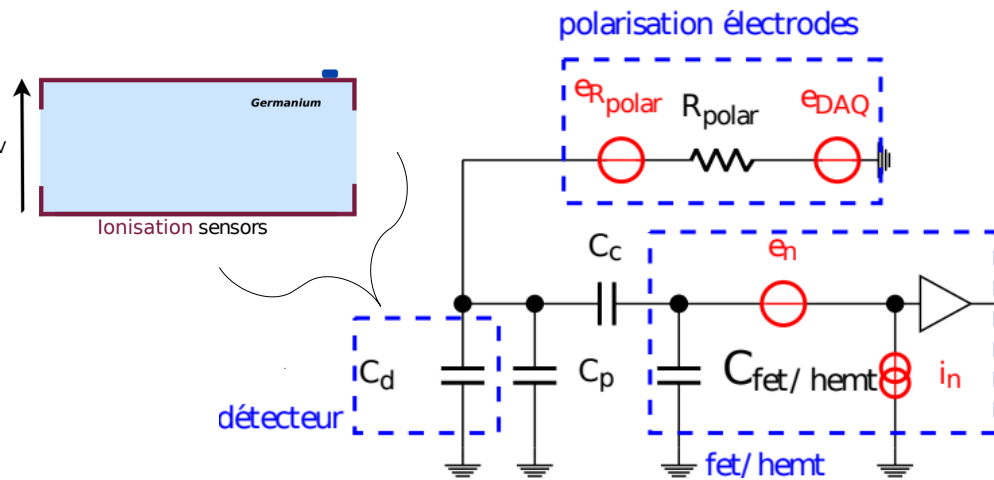 polarisation électrodes
eRpolar
Rpolar
eDAQ
Germanium
v
Ionisation sensors
Cc
en
Cd
Cp
Cfet/hemt
in
détecteur
fet/hemt